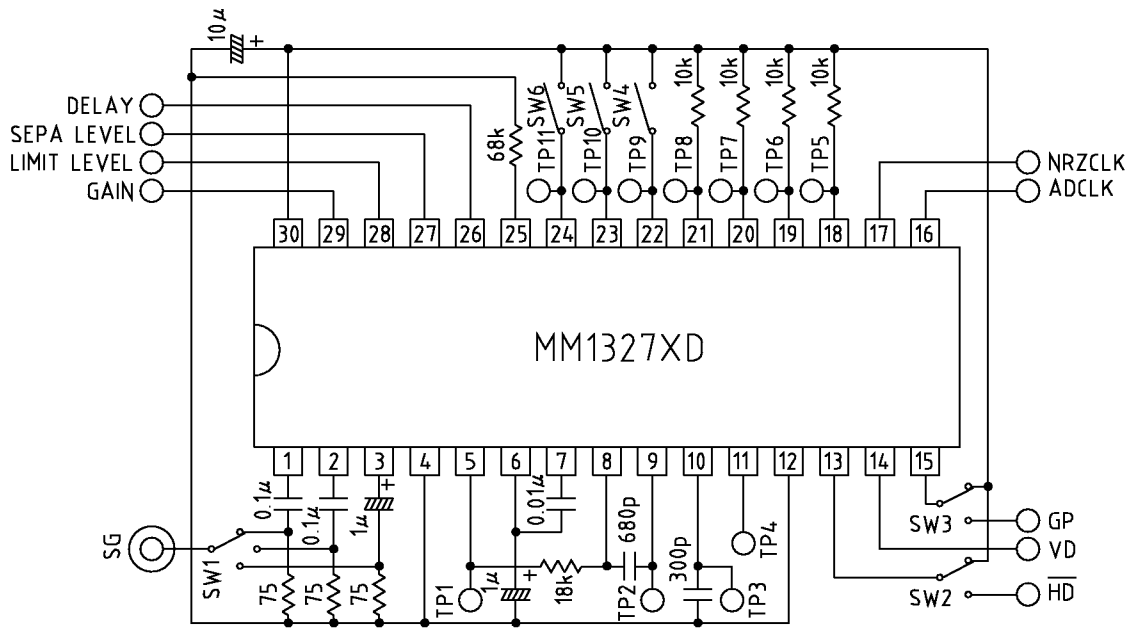 10μ +
DELAY
SEPA LEVEL
LIMIT LEVEL
GAIN
68k
SW6
SW5
SW4
10k
10k
10k
10k
TP11
TP10
TP9
TP8
TP7
TP6
TP5
NRZCLK
ADCLK
30 29 28 27 26 25 24 23 22 21 20 19 18 17 16
MM1327XD
1 2 3 4 5 6 7 8 9 10 11 12 13 14 15
0.1μ
0.1μ
1μ +
0.01μ
680p
300p
SG
SW1
75
75
75
TP1
1μ +
18k
TP2
TP3
TP4
SW3
GP
VD
SW2
HD